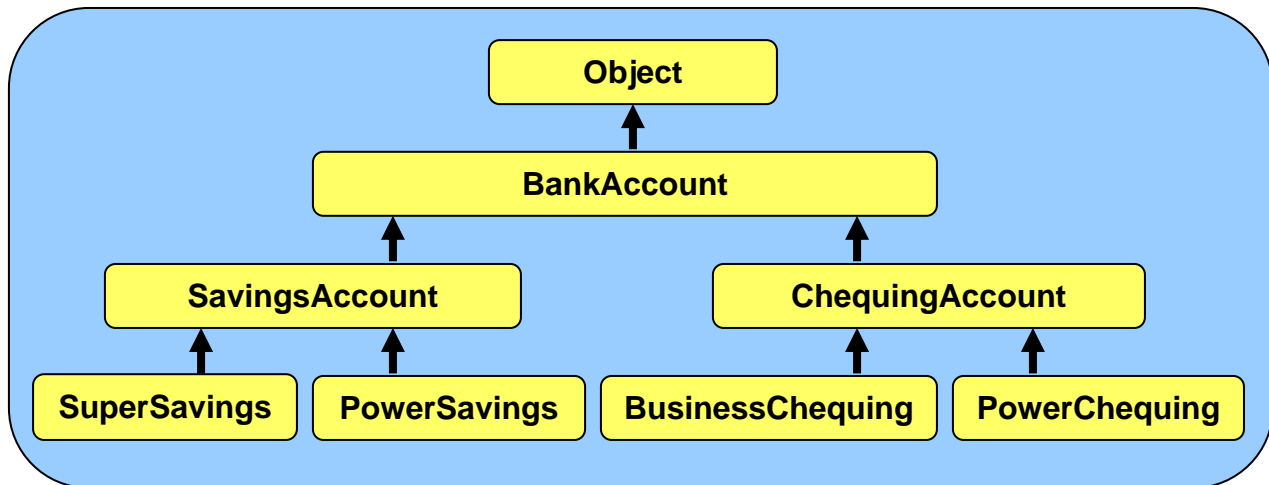 Object
BankAccount
SavingsAccount
ChequingAccount
SuperSavings
PowerSavings
BusinessChequing
PowerChequing